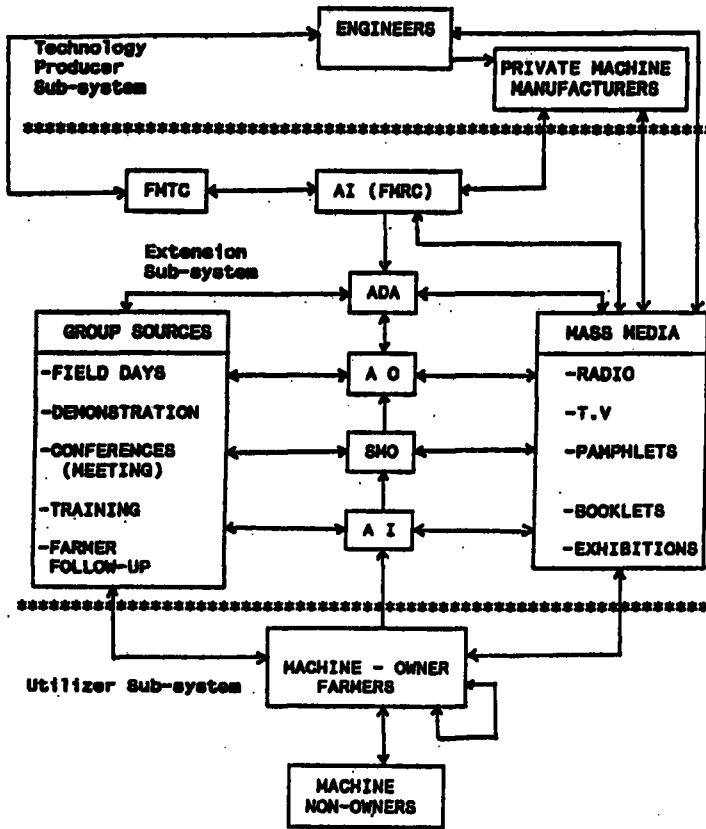 ENGINEERS
Technology
Producer
Sub-system
PRIVATE MACHINE
MANUFACTURERS
************************************************************
FMTC
AI (FMRC)
Extension
Sub-system
ADA
GROUP SOURCES
-FIELD DAYS
-DEMONSTRATION
-CONFERENCES
(MEETING)
-TRAINING
-FARMER
FOLLOW-UP
A O
SMO
A I
MASS MEDIA
-RADIO
-T.V
-PAMPHLETS
-BOOKLETS
-EXHIBITIONS
************************************************************
Utilizer Sub-system
MACHINE - OWNER
FARMERS
MACHINE
NON-OWNERS